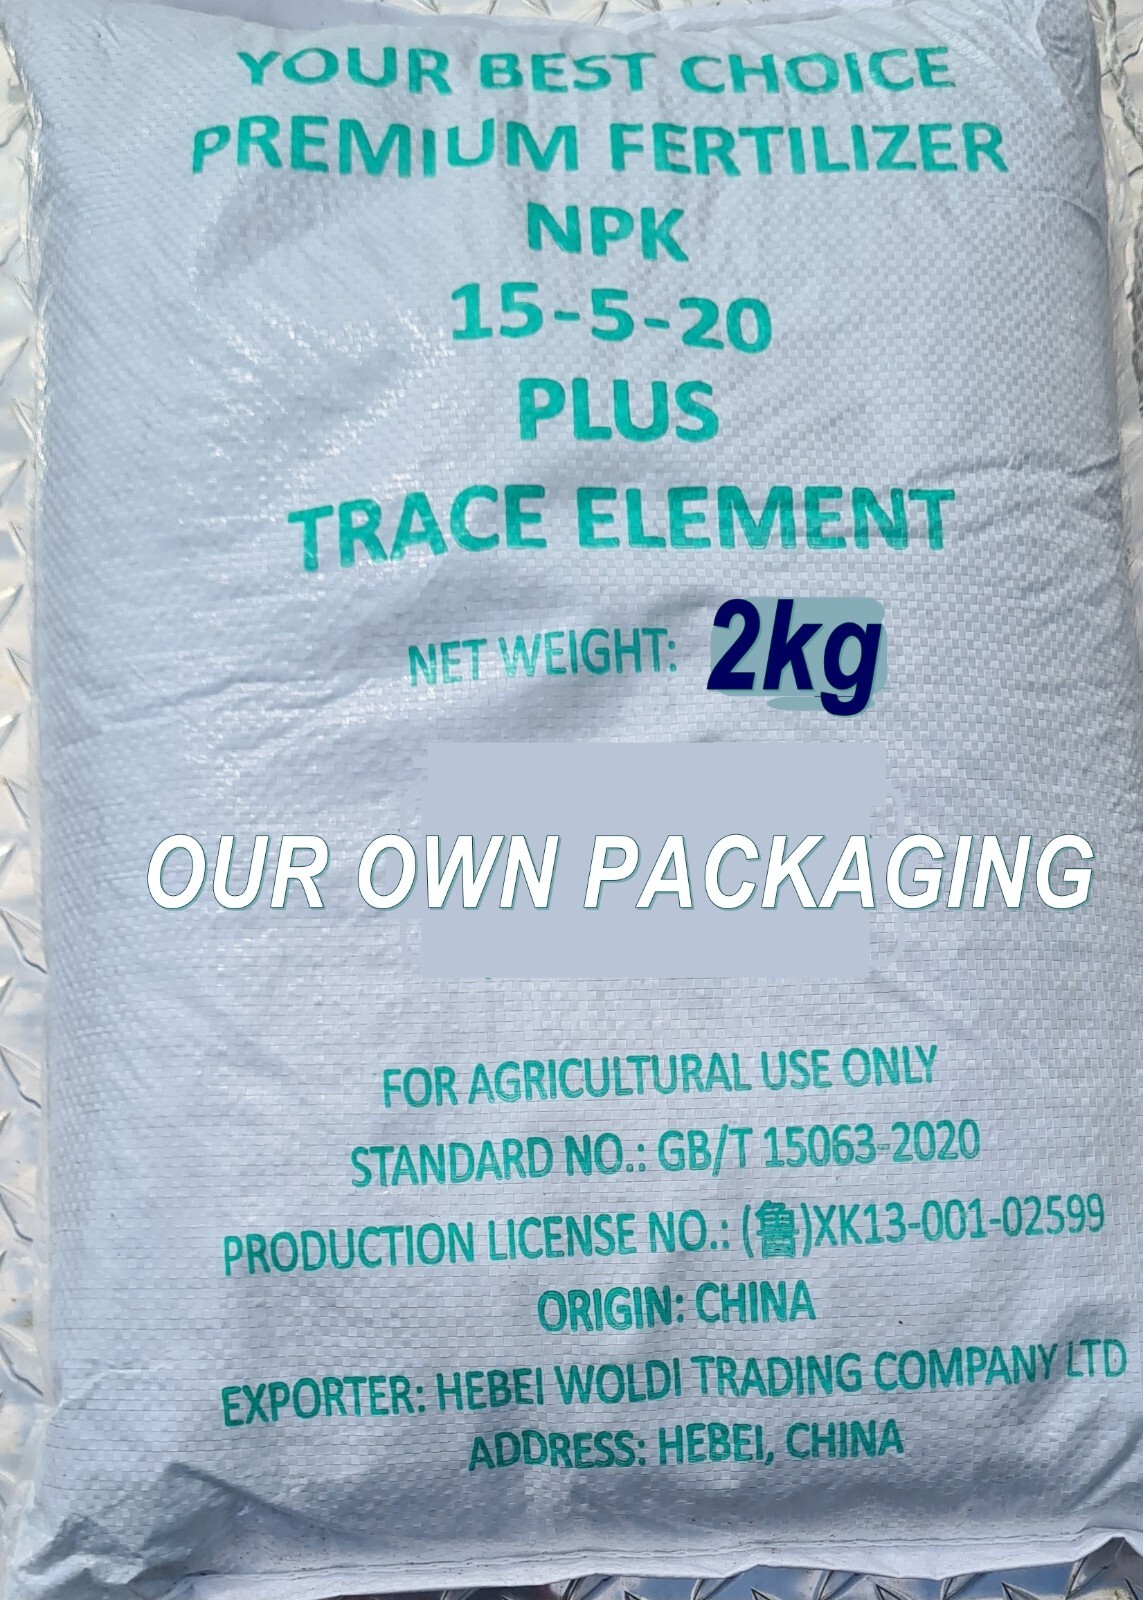 YOUR BEST CHOICE
PREMIUM FERTILIZER
NPK
15-5-20
PLUS
TRACE ELEMENT
NET WEIGHT: 2kg
OUR OWN PACKAGING
FOR AGRICULTURAL USE ONLY
STANDARD NO.: GB/T 15063-2020
PRODUCTION LICENSE NO.: (鲁)XK13-001-02599
ORIGIN: CHINA
EXPORTER: HEBEI WOLDI TRADING COMPANY LTD
ADDRESS: HEBEI, CHINA